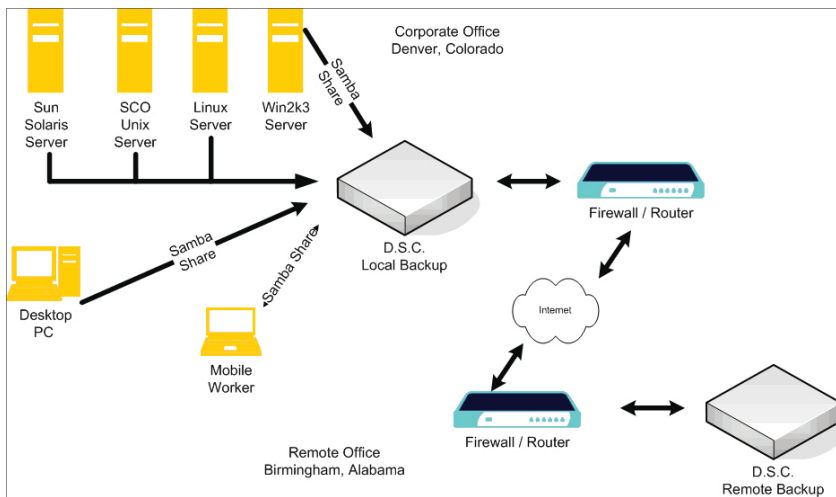 Corporate Office
Denver, Colorado
Sun
Solaris
Server
SCO
Unix
Server
Linux
Server
Win2k3
Server
Samba
Share
D.S.C.
Local Backup
Firewall / Router
Samba
Share
Samba Share
Desktop
PC
Mobile
Worker
Internet
Firewall / Router
Remote Office
Birmingham, Alabama
D.S.C.
Remote Backup